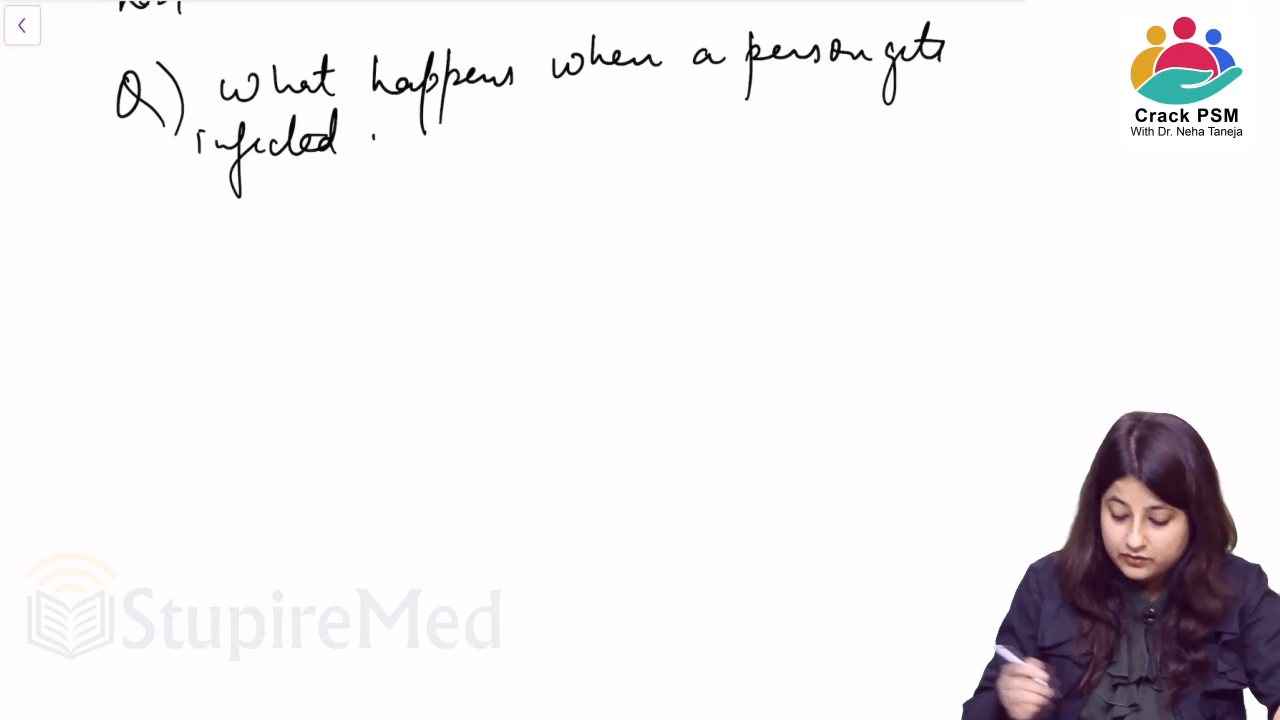 Q) What happens when a person gets
infected.
Crack PSM
With Dr. Neha Taneja
StupireMed